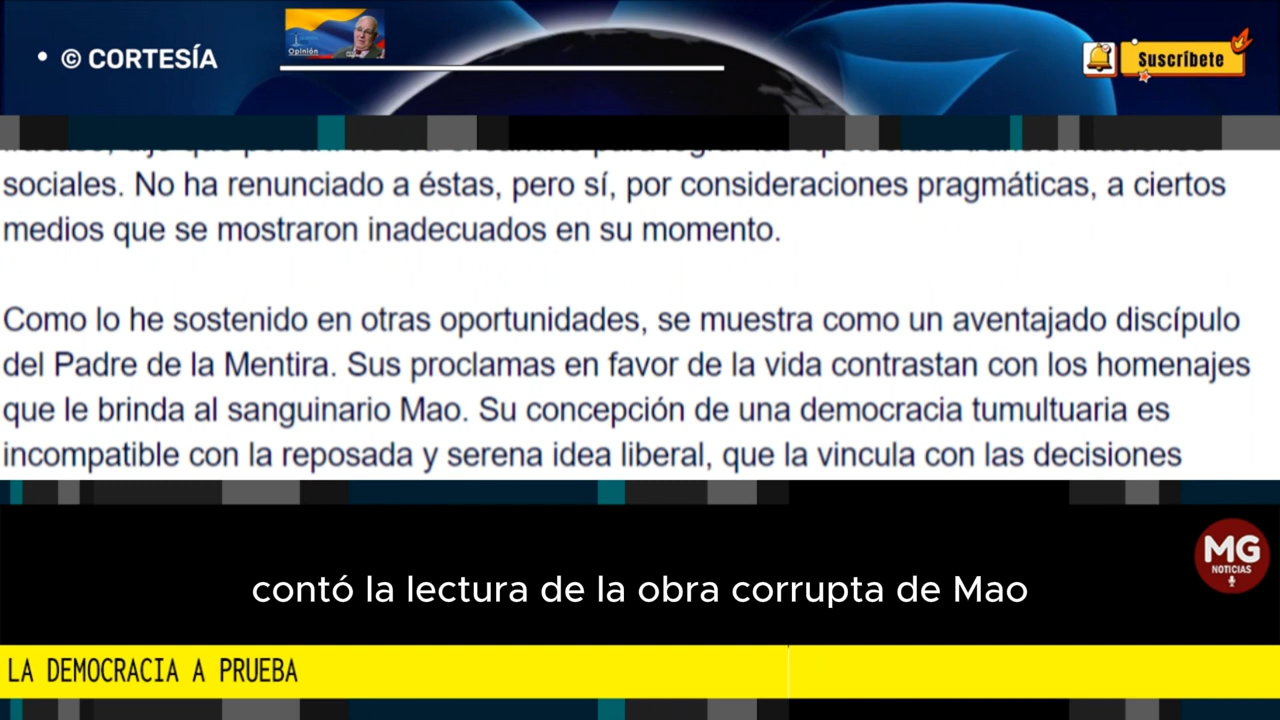 • © CORTESÍA
Opinión
Suscríbete
sociales. No ha renunciado a éstas, pero sí, por consideraciones pragmáticas, a ciertos
medios que se mostraron inadecuados en su momento.
Como lo he sostenido en otras oportunidades, se muestra como un aventajado discípulo
del Padre de la Mentira. Sus proclamas en favor de la vida contrastan con los homenajes
que le brinda al sanguinario Mao. Su concepción de una democracia tumultuaria es
incompatible con la reposada y serena idea liberal, que la vincula con las decisiones
MG
NOTICIAS
contó la lectura de la obra corrupta de Mao
LA DEMOCRACIA A PRUEBA